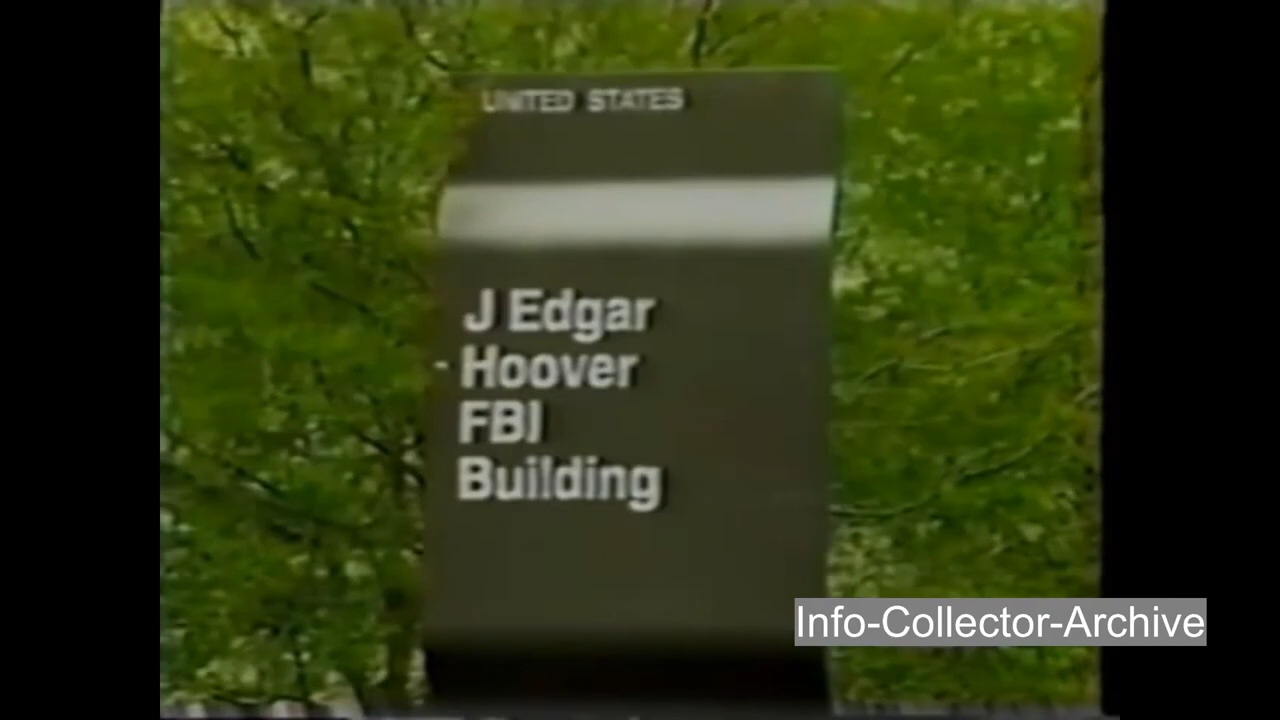 UNITED STATES
J Edgar
Hoover
FBI
Building
Info-Collector-Archive